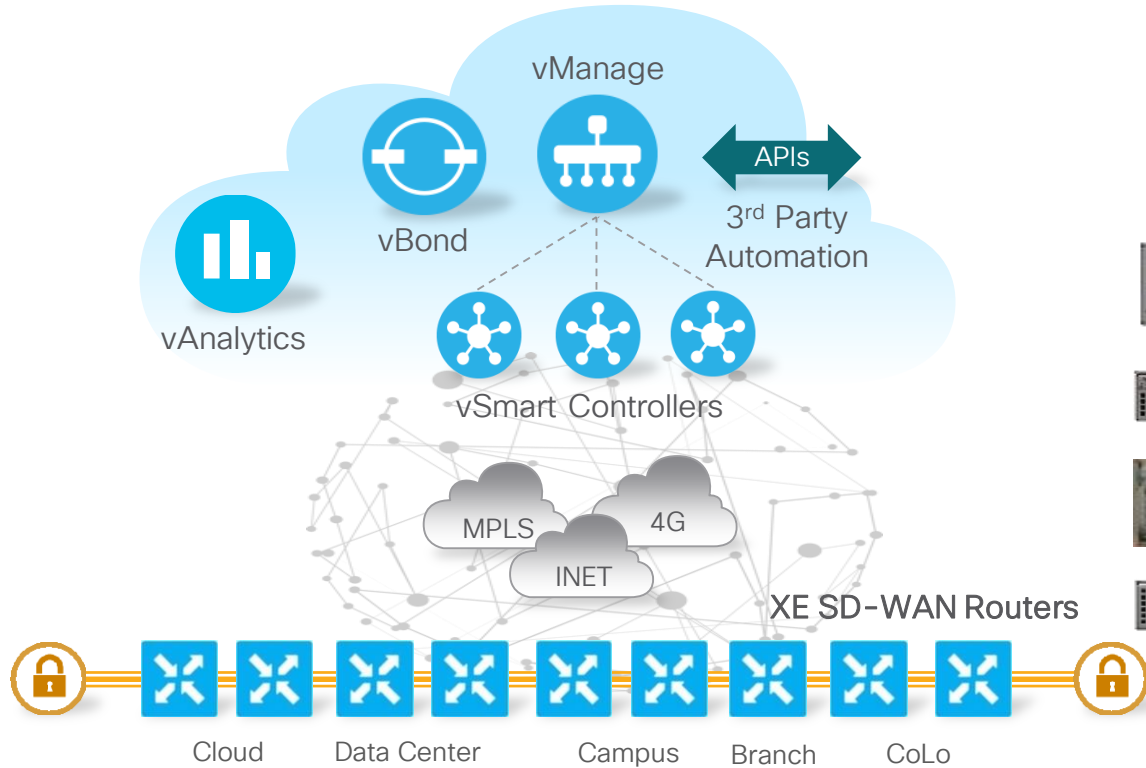 vManage
APIs
vBond
3rd Party
Automation
vAnalytics
vSmart Controllers
MPLS
4G
INET
XE SD-WAN Routers
Cloud
Data Center
Campus
Branch
CoLo